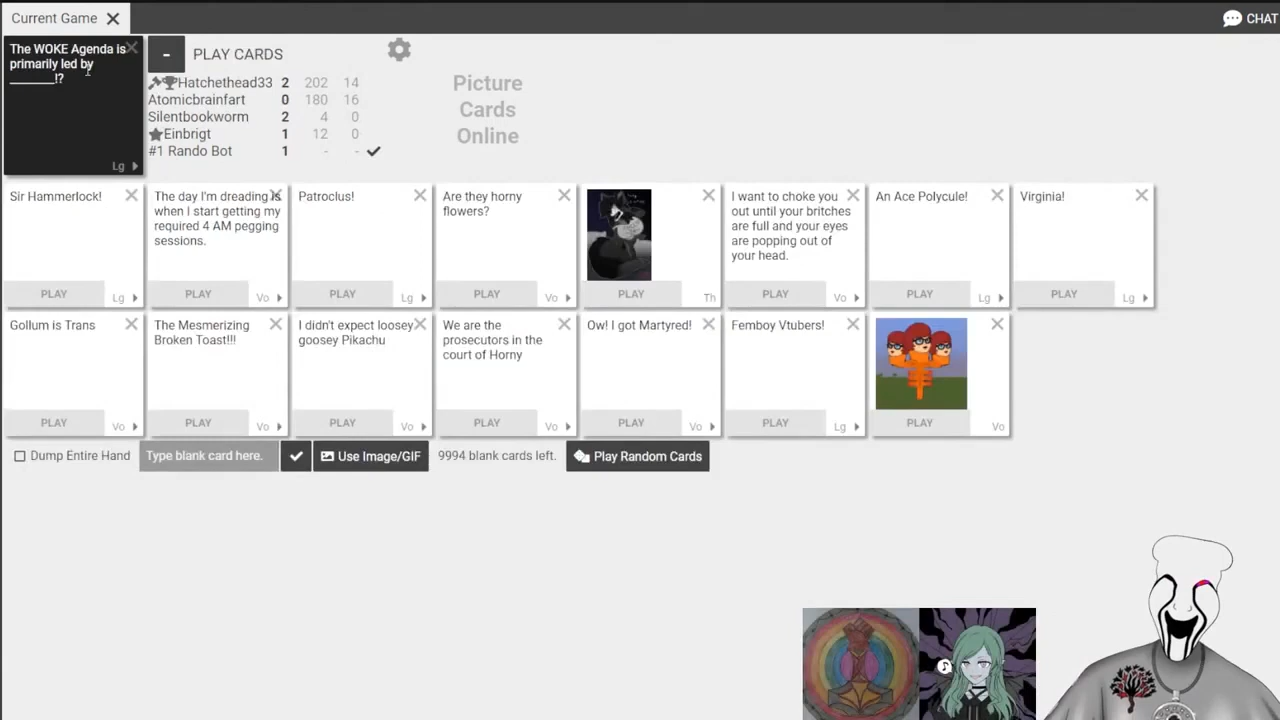 Current Game
CHAT
The WOKE Agenda is
primarily led by
_______!?
Lg
-
PLAY CARDS
Hatchethead33 2 202 14
Atomicbrainfart 0 180 16
Silentbookworm 2 4 0
Einbrigt 1 12 0
#1 Rando Bot 1 - -
Picture
Cards
Online
Sir Hammerlock!
PLAY
Lg
The day I'm dreading is
when I start getting my
required 4 AM pegging
sessions.
PLAY
Vo
Patroclus!
PLAY
Lg
Are they horny
flowers?
PLAY
Vo
PLAY
Th
I want to choke you
out until your britches
are full and your eyes
are popping out of
your head.
PLAY
Vo
An Ace Polycule!
PLAY
Lg
Virginia!
PLAY
Lg
Gollum is Trans
PLAY
Vo
The Mesmerizing
Broken Toast!!!
PLAY
Vo
I didn't expect loosey
goosey Pikachu
PLAY
Vo
We are the
prosecutors in the
court of Horny
PLAY
Vo
Ow! I got Martyred!
PLAY
Vo
Femboy Vtubers!
PLAY
Lg
PLAY
Vo
Dump Entire Hand
Type blank card here.
Use Image/GIF
9994 blank cards left.
Play Random Cards